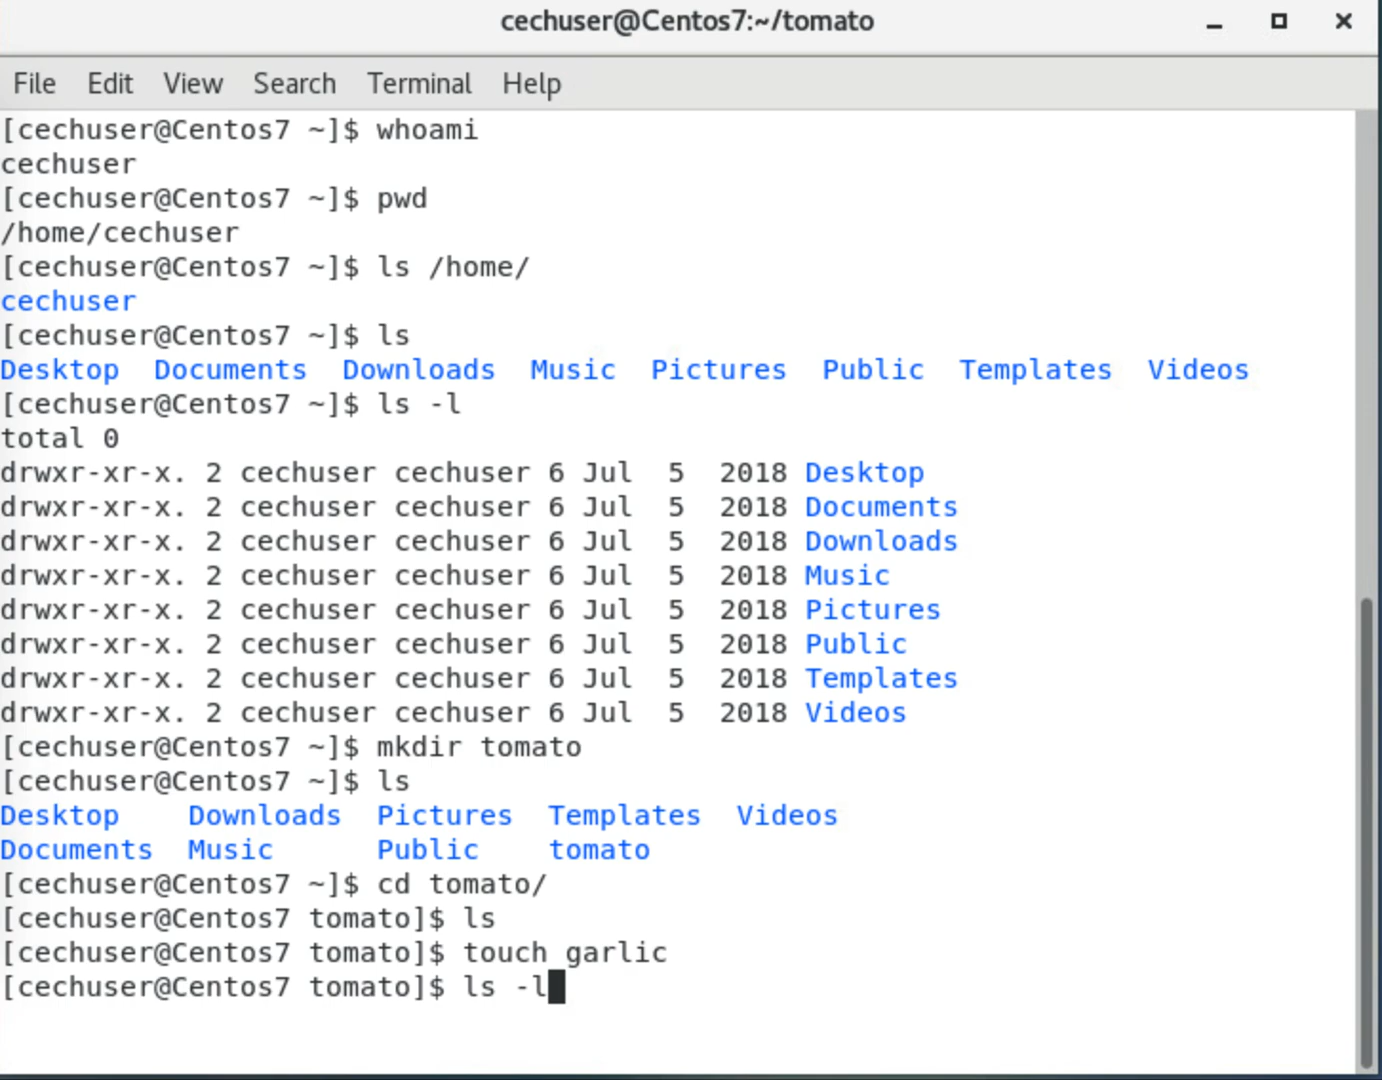 cechuser@Centos7:~/tomato
File Edit View Search Terminal Help
[cechuser@Centos7 ~]$ whoami
cechuser
[cechuser@Centos7 ~]$ pwd
/home/cechuser
[cechuser@Centos7 ~]$ ls /home/
cechuser
[cechuser@Centos7 ~]$ ls
Desktop  Documents  Downloads  Music  Pictures  Public  Templates  Videos
[cechuser@Centos7 ~]$ ls -l
total 0
drwxr-xr-x. 2 cechuser cechuser 6 Jul  5  2018 Desktop
drwxr-xr-x. 2 cechuser cechuser 6 Jul  5  2018 Documents
drwxr-xr-x. 2 cechuser cechuser 6 Jul  5  2018 Downloads
drwxr-xr-x. 2 cechuser cechuser 6 Jul  5  2018 Music
drwxr-xr-x. 2 cechuser cechuser 6 Jul  5  2018 Pictures
drwxr-xr-x. 2 cechuser cechuser 6 Jul  5  2018 Public
drwxr-xr-x. 2 cechuser cechuser 6 Jul  5  2018 Templates
drwxr-xr-x. 2 cechuser cechuser 6 Jul  5  2018 Videos
[cechuser@Centos7 ~]$ mkdir tomato
[cechuser@Centos7 ~]$ ls
Desktop    Downloads  Pictures  Templates  Videos
Documents  Music      Public    tomato
[cechuser@Centos7 ~]$ cd tomato/
[cechuser@Centos7 tomato]$ ls
[cechuser@Centos7 tomato]$ touch garlic
[cechuser@Centos7 tomato]$ ls -l